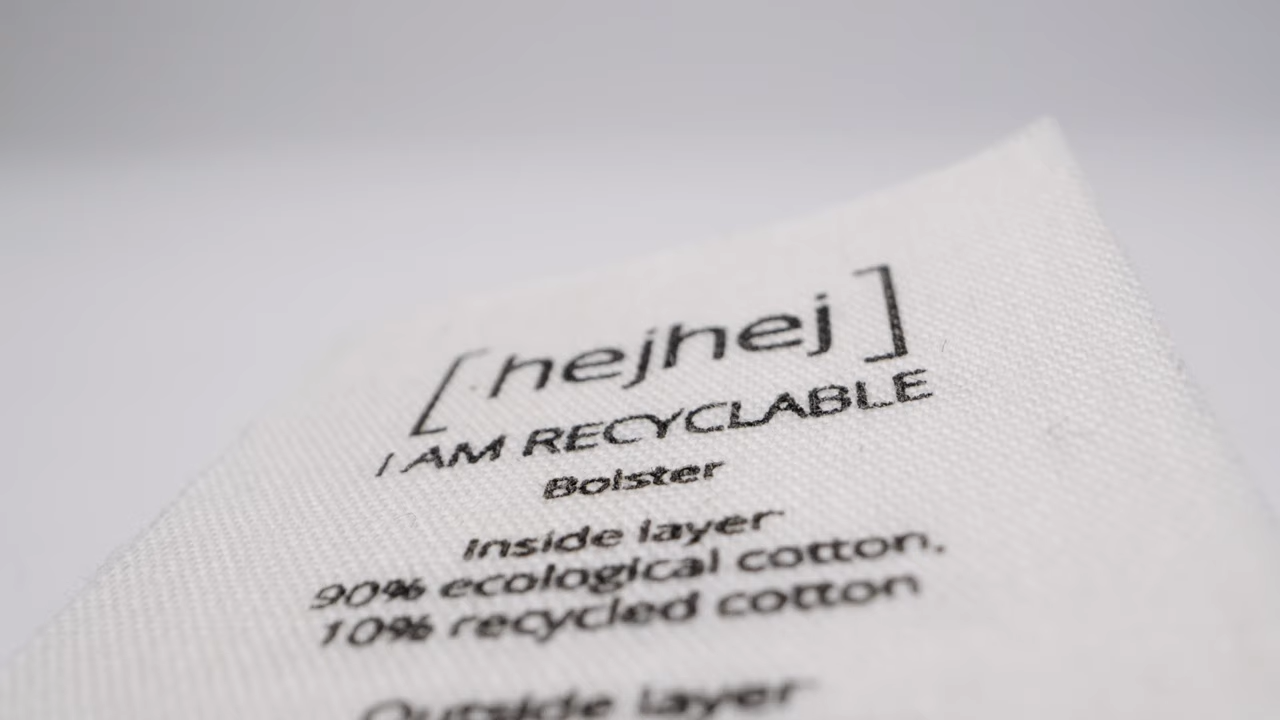 [hejhej]
I AM RECYCLABLE
Bolster
Inside layer
90% ecological cotton,
10% recycled cotton
Outside layer